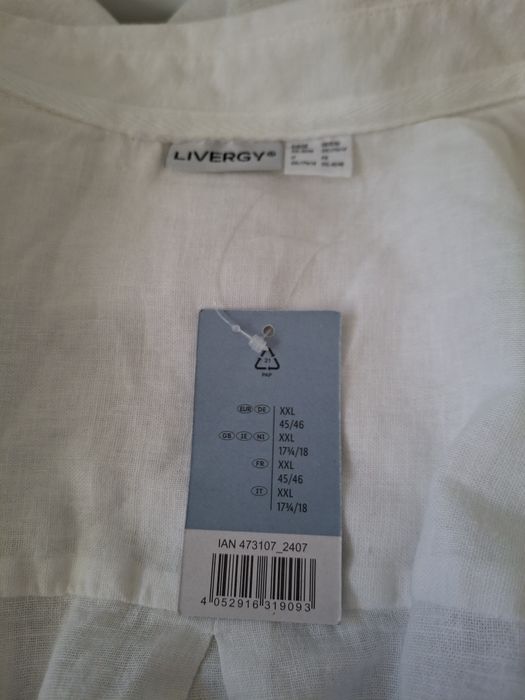 LIVERGY®
21
PAP
EUR DE XXL
45/46
GB IE NI XXL
17¾/18
FR XXL
45/46
IT XXL
17¾/18
IAN 473107_2407
4 052916 319093